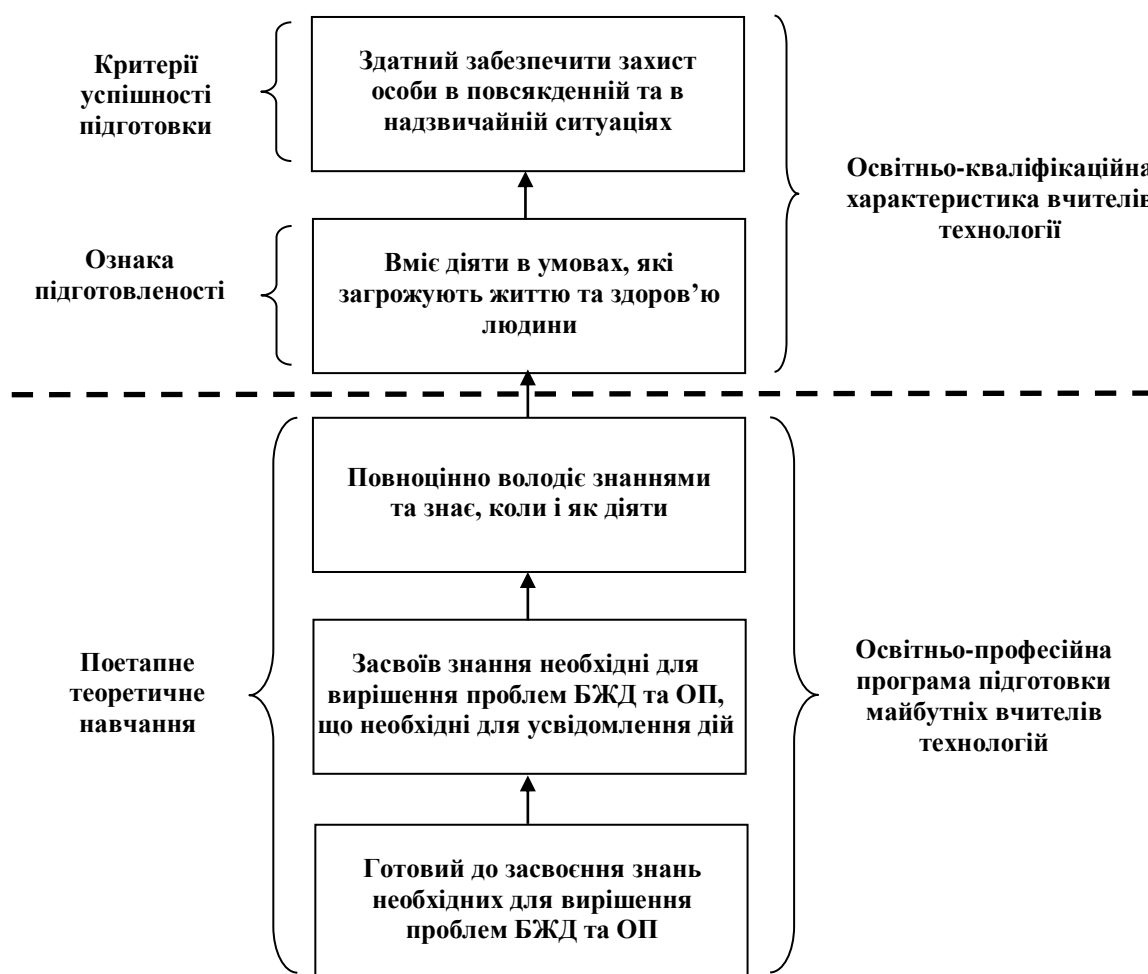 Критерії
успішності
підготовки
Здатний забезпечити захист
особи в повсякденній та в
надзвичайній ситуаціях
Освітньо-кваліфікаційна
характеристика вчителів
технології
Ознака
підготовленості
Вміє діяти в умовах, які
загрожують життю та здоров’ю
людини
Повноцінно володіє знаннями
та знає, коли і як діяти
Поетапне
теоретичне
навчання
Засвоїв знання необхідні для
вирішення проблем БЖД та ОП,
що необхідні для усвідомлення дій
Освітньо-професійна
програма підготовки
майбутніх вчителів
технологій
Готовий до засвоєння знань
необхідних для вирішення
проблем БЖД та ОП